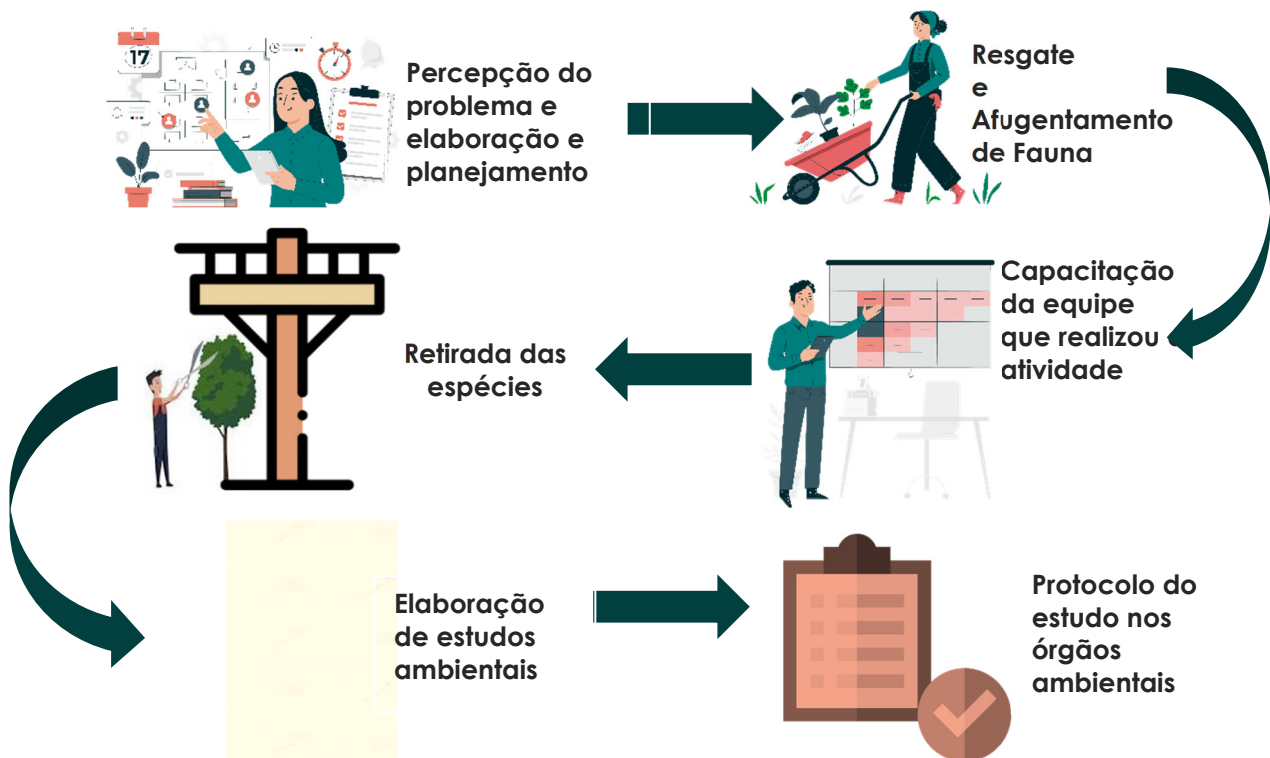 17
Percepção do
problema e
elaboração e
planejamento
Resgate
e
Afugentamento
de Fauna
Capacitação
da equipe
que realizou
atividade
Retirada das
espécies
Elaboração
de estudos
ambientais
Protocolo do
estudo nos
órgãos
ambientais